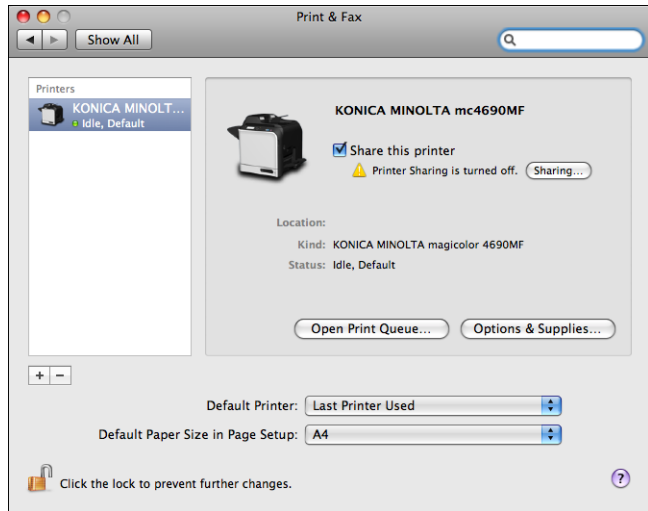 Print & Fax
Show All
Printers
KONICA MINOLT...
Idle, Default
KONICA MINOLTA mc4690MF
Share this printer
Printer Sharing is turned off. Sharing...
Location:
Kind: KONICA MINOLTA magicolor 4690MF
Status: Idle, Default
Open Print Queue... Options & Supplies...
+ −
Default Printer: Last Printer Used
Default Paper Size in Page Setup: A4
Click the lock to prevent further changes. ?